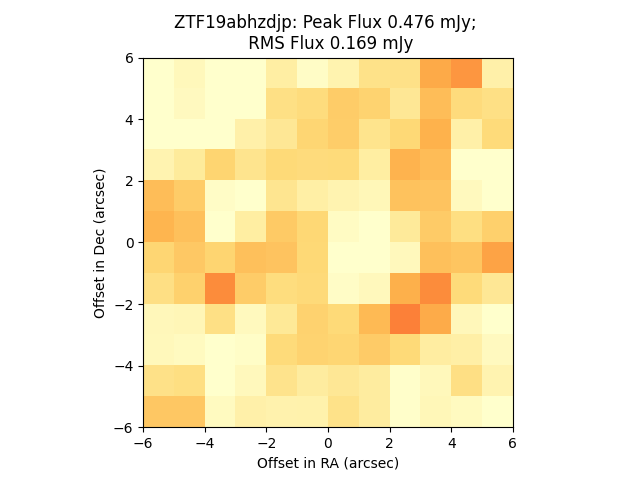 ZTF19abhzdjp: Peak Flux 0.476 mJy;
RMS Flux 0.169 mJy
6
4
2
0
−2
−4
−6
Offset in Dec (arcsec)
−6 −4 −2 0 2 4 6
Offset in RA (arcsec)